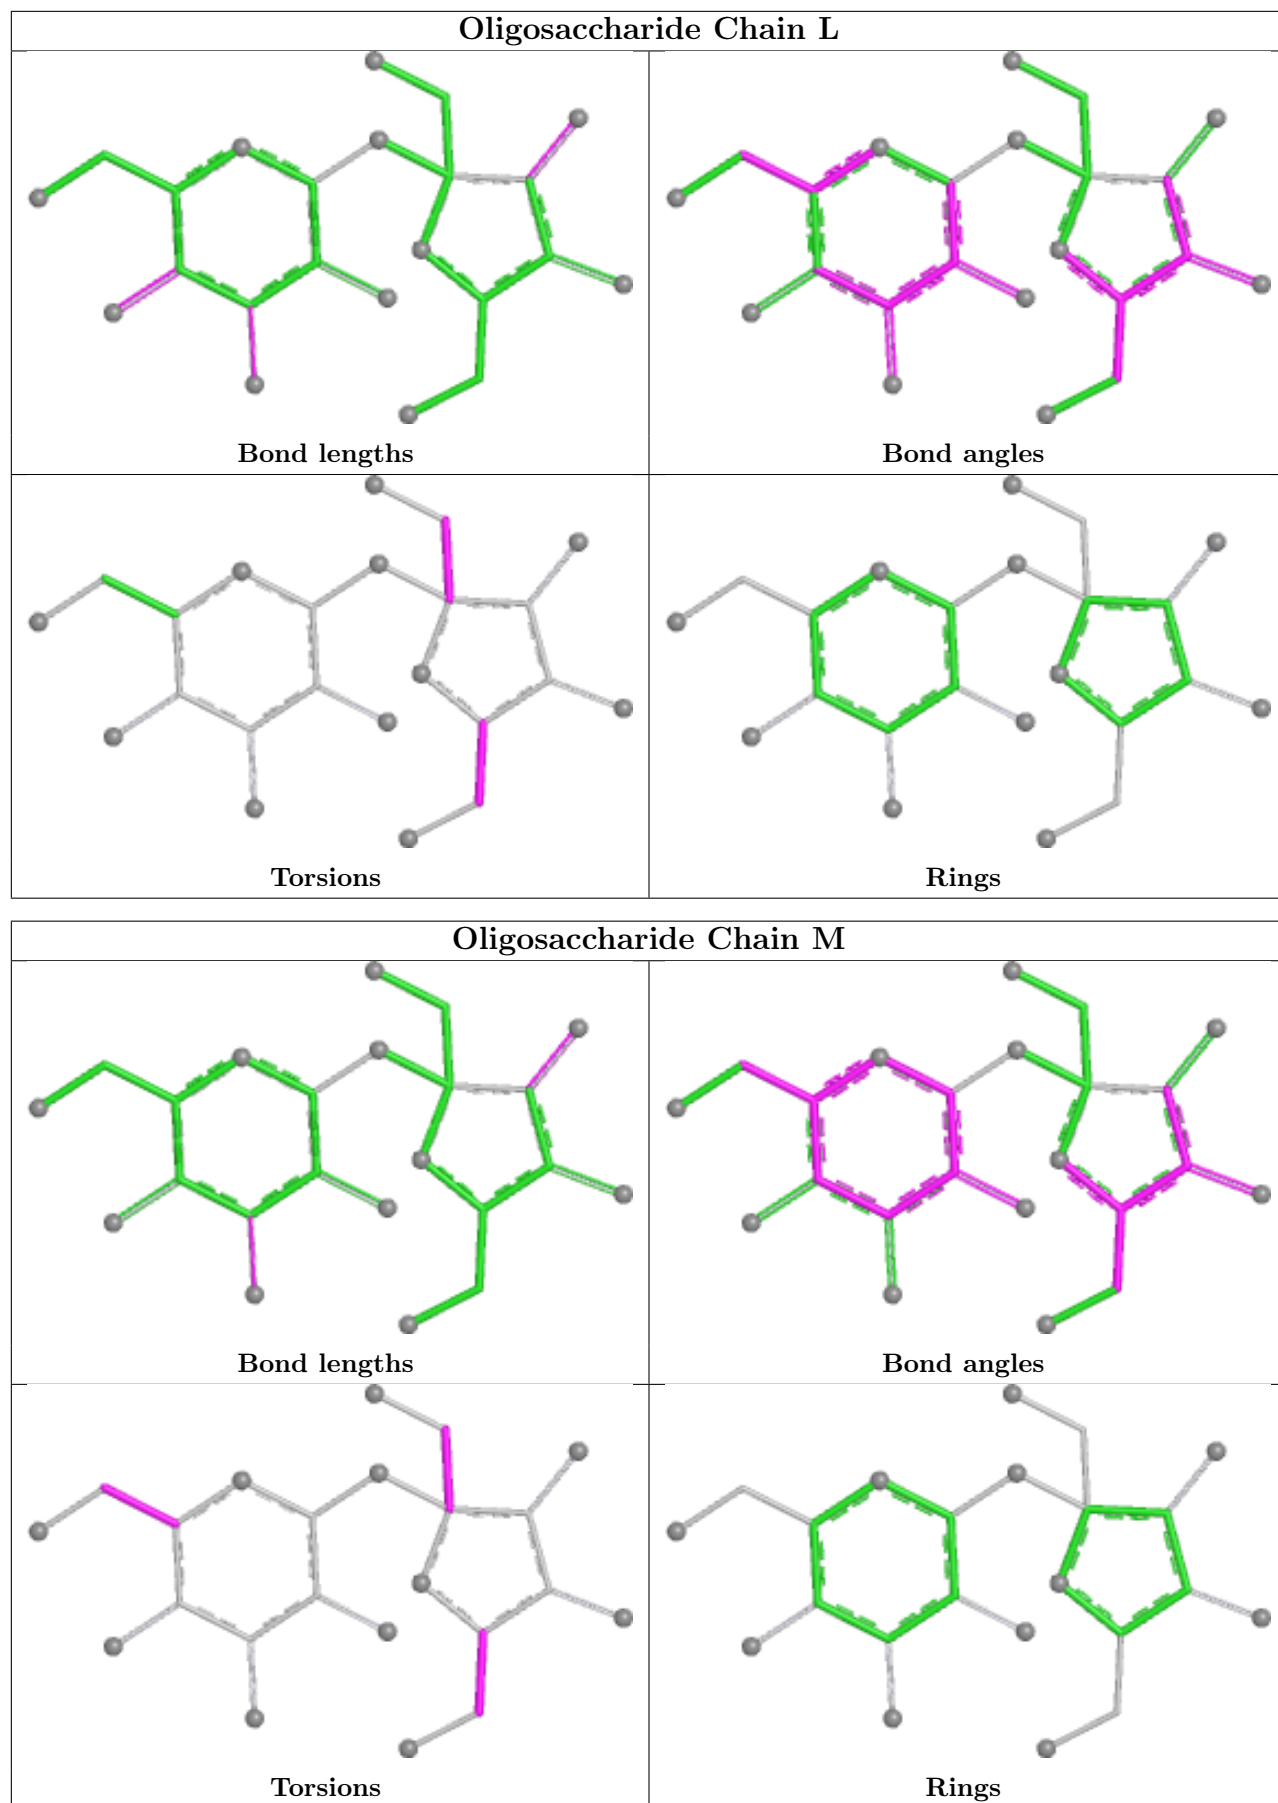 Oligosaccharide Chain L
Bond lengths
Bond angles
Torsions
Rings
Oligosaccharide Chain M
Bond lengths
Bond angles
Torsions
Rings